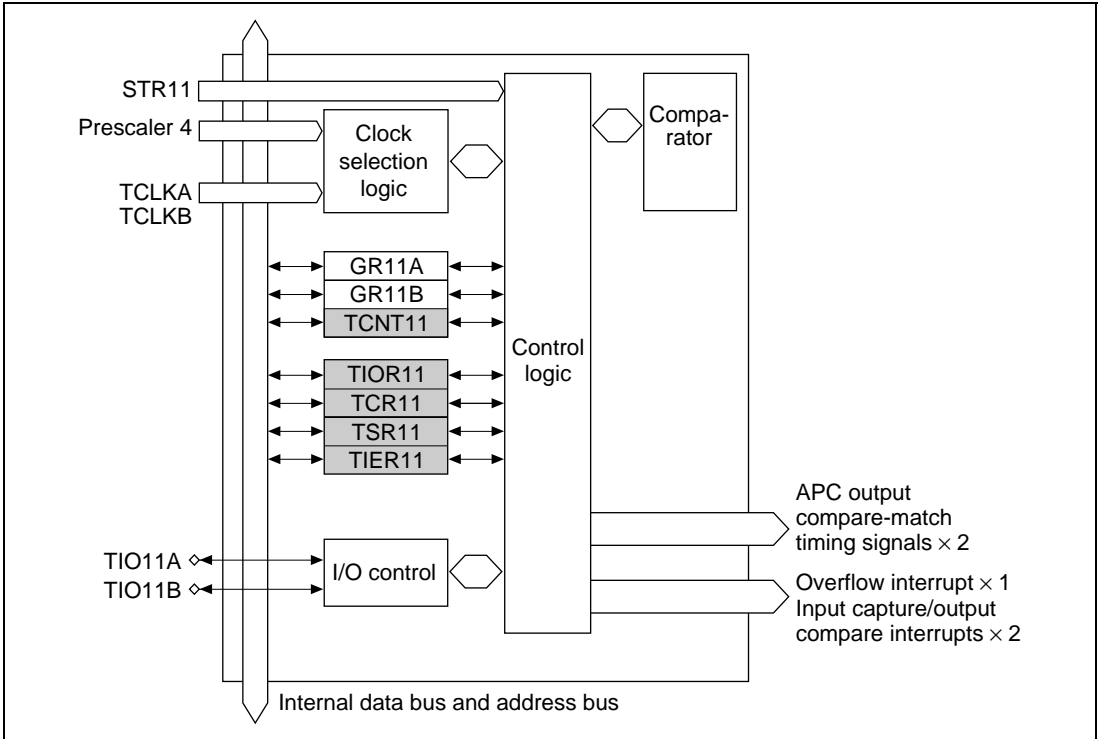 STR11
Prescaler 4
TCLKA
TCLKB
Clock
selection
logic
Compa-
rator
GR11A
GR11B
TCNT11
Control
logic
TIOR11
TCR11
TSR11
TIER11
APC output
compare-match
timing signals × 2
TIO11A
TIO11B
I/O control
Overflow interrupt × 1
Input capture/output
compare interrupts × 2
Internal data bus and address bus